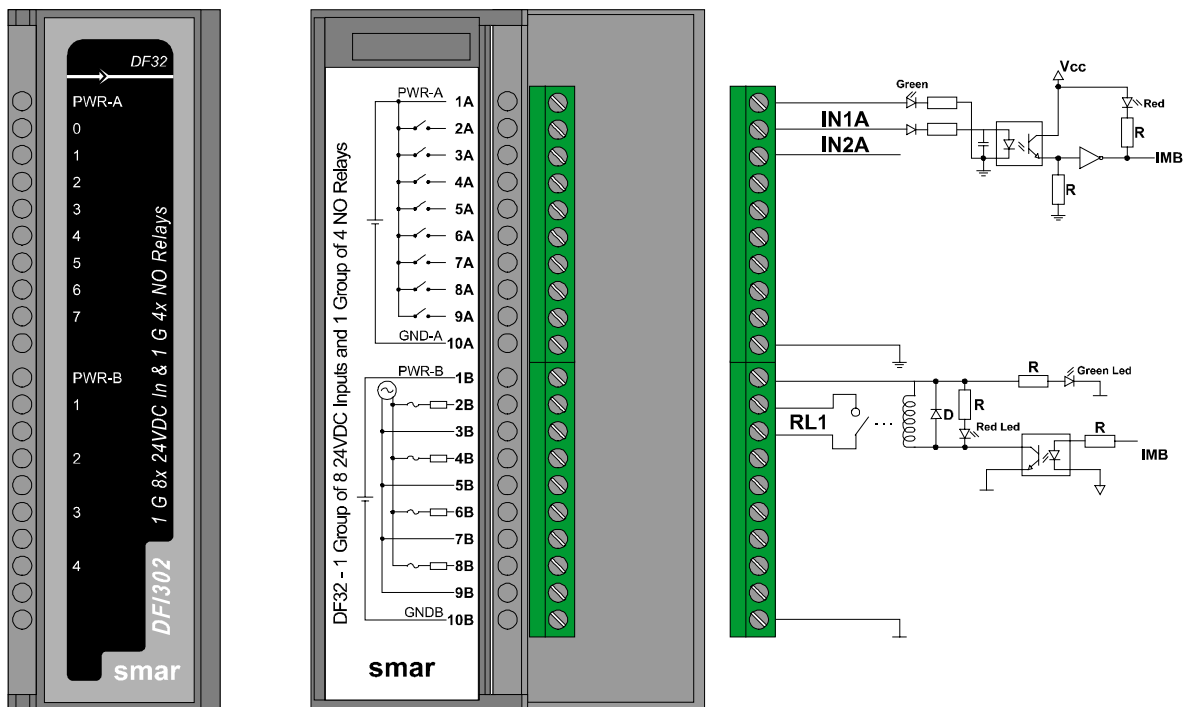 DF32
PWR-A
0
1
2
3
4
5
6
7
PWR-B
1
2
3
4
1 G 8x 24VDC In & 1 G 4x NO Relays
DFI302
smar
DF32 - 1 Group of 8 24VDC Inputs and 1 Group of 4 NO Relays
PWR-A 1A
2A
3A
4A
5A
6A
7A
8A
9A
GND-A 10A
PWR-B 1B
2B
3B
4B
5B
6B
7B
8B
9B
GNDB 10B
smar
Vcc
Green
Red
IN1A
R
IN2A
IMB
R
R
Green Led
RL1
D
R
Red Led
R
IMB